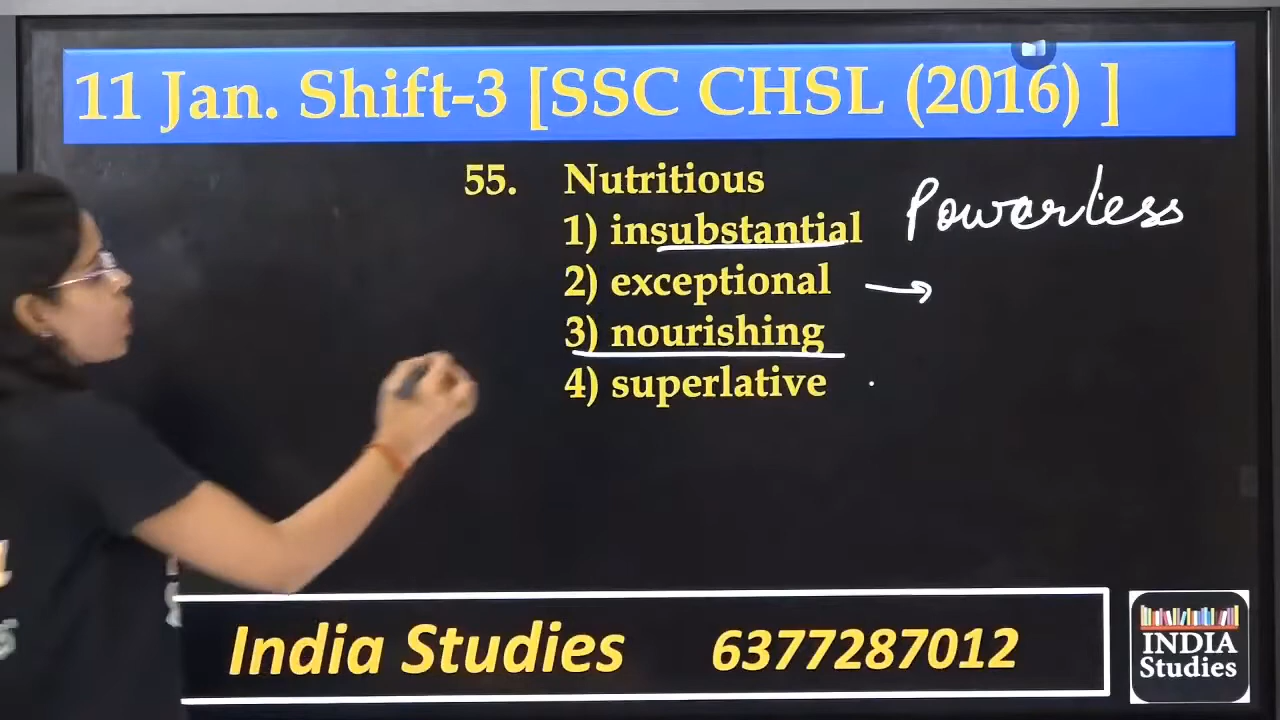 11 Jan. Shift-3 [SSC CHSL (2016) ]
55. Nutritious
1) insubstantial Powarless
2) exceptional
3) nourishing
4) superlative
India Studies 6377287012
INDIA
Studies